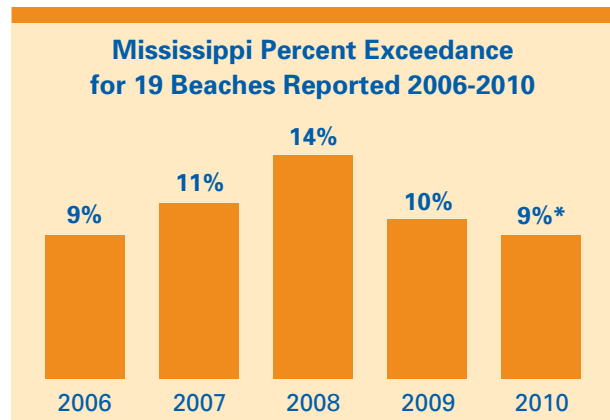 Mississippi Percent Exceedance
for 19 Beaches Reported 2006-2010
14%
11%
10%
9%
9%*
2006 2007 2008 2009 2010